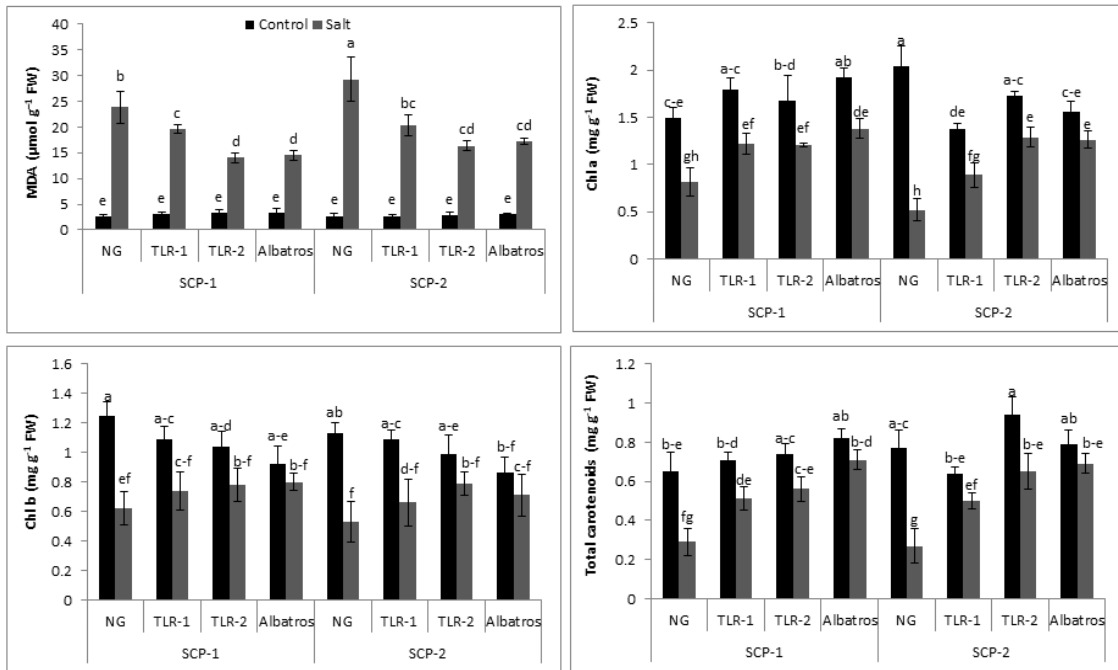 MDA (µmol g⁻¹ FW)
40
35
30
25
20
15
10
5
0
Control Salt
b
c
d
d
a
bc
cd
cd
e e e e e e e e
NG TLR-1 TLR-2 Albatros NG TLR-1 TLR-2 Albatros
SCP-1 SCP-2
Chl a (mg g⁻¹ FW)
2.5
2
1.5
1
0.5
0
c-e
gh
a-c
ef
b-d
ef
ab
de
a
h
de
fg
a-c
e
c-e
e
NG TLR-1 TLR-2 Albatros NG TLR-1 TLR-2 Albatros
SCP-1 SCP-2
Chl b (mg g⁻¹ FW)
1.6
1.4
1.2
1
0.8
0.6
0.4
0.2
0
a
ef
a-c
c-f
a-d
b-f
a-e
b-f
ab
f
a-c
d-f
a-e
b-f
b-f
c-f
NG TLR-1 TLR-2 Albatros NG TLR-1 TLR-2 Albatros
SCP-1 SCP-2
Total carotenoids (mg g⁻¹ FW)
1.2
1
0.8
0.6
0.4
0.2
0
b-e
fg
b-d
de
a-c
c-e
ab
b-d
a-c
g
b-e
ef
a
b-e
ab
b-e
NG TLR-1 TLR-2 Albatros NG TLR-1 TLR-2 Albatros
SCP-1 SCP-2